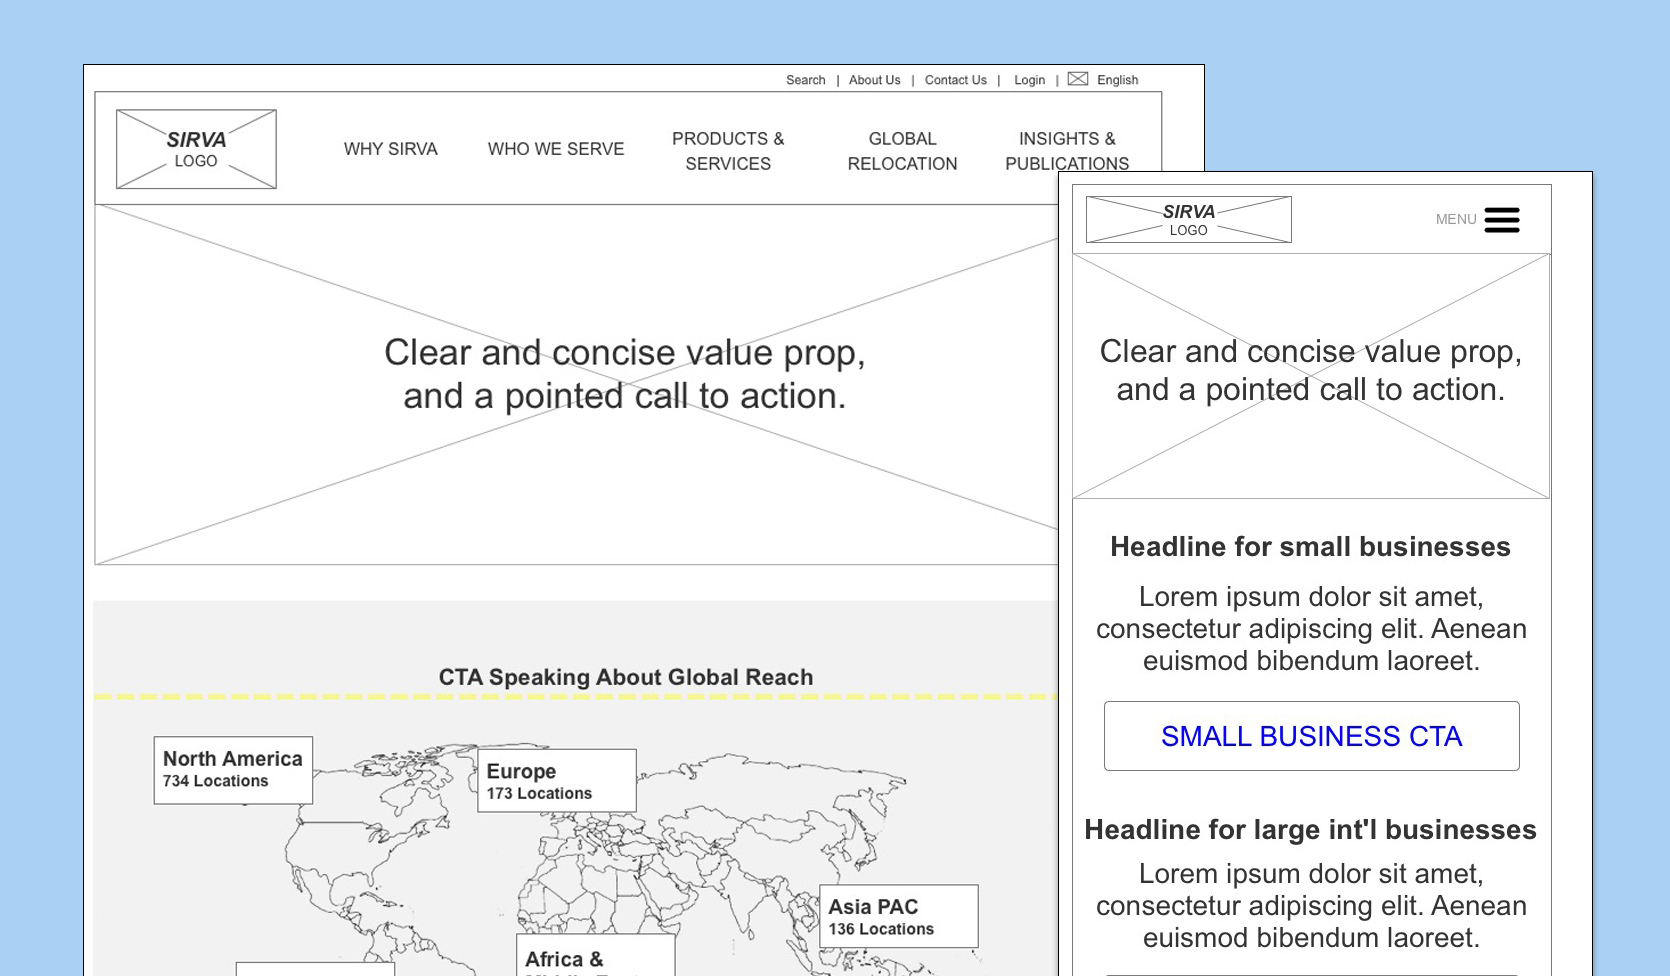 Search | About Us | Contact Us | Login | English
SIRVA
LOGO
WHY SIRVA
WHO WE SERVE
PRODUCTS &
SERVICES
GLOBAL
RELOCATION
INSIGHTS &
PUBLICATIONS
Clear and concise value prop,
and a pointed call to action.
CTA Speaking About Global Reach
North America
734 Locations
Europe
173 Locations
Asia PAC
136 Locations
Africa &
SIRVA
LOGO
MENU
Clear and concise value prop,
and a pointed call to action.
Headline for small businesses
Lorem ipsum dolor sit amet,
consectetur adipiscing elit. Aenean
euismod bibendum laoreet.
SMALL BUSINESS CTA
Headline for large int'l businesses
Lorem ipsum dolor sit amet,
consectetur adipiscing elit. Aenean
euismod bibendum laoreet.